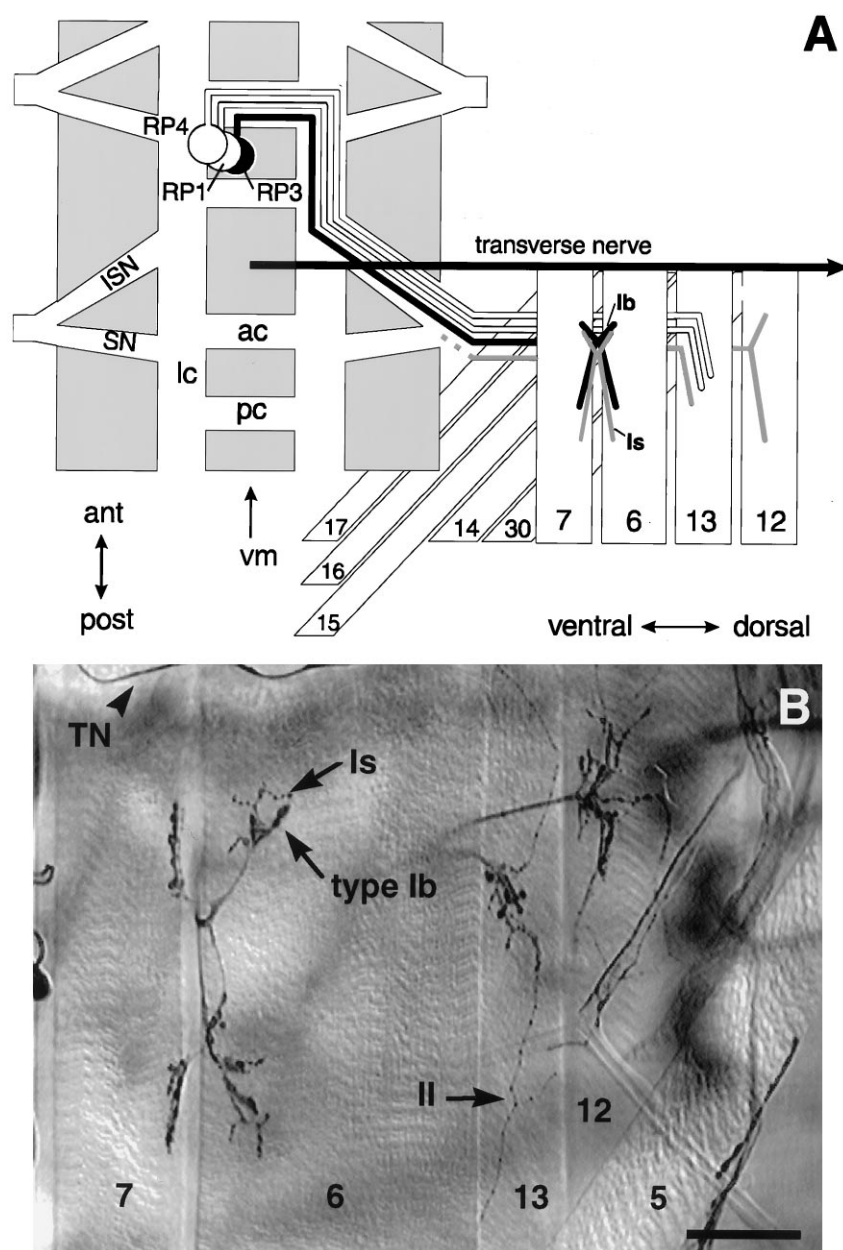 A
RP4
RP1
RP3
transverse nerve
ISN
SN
ac
lc
pc
Ib
Is
17
16
15
14
30
7
6
13
12
ant
post
vm
ventral
dorsal
B
TN
Is
type Ib
II
12
7
6
13
5